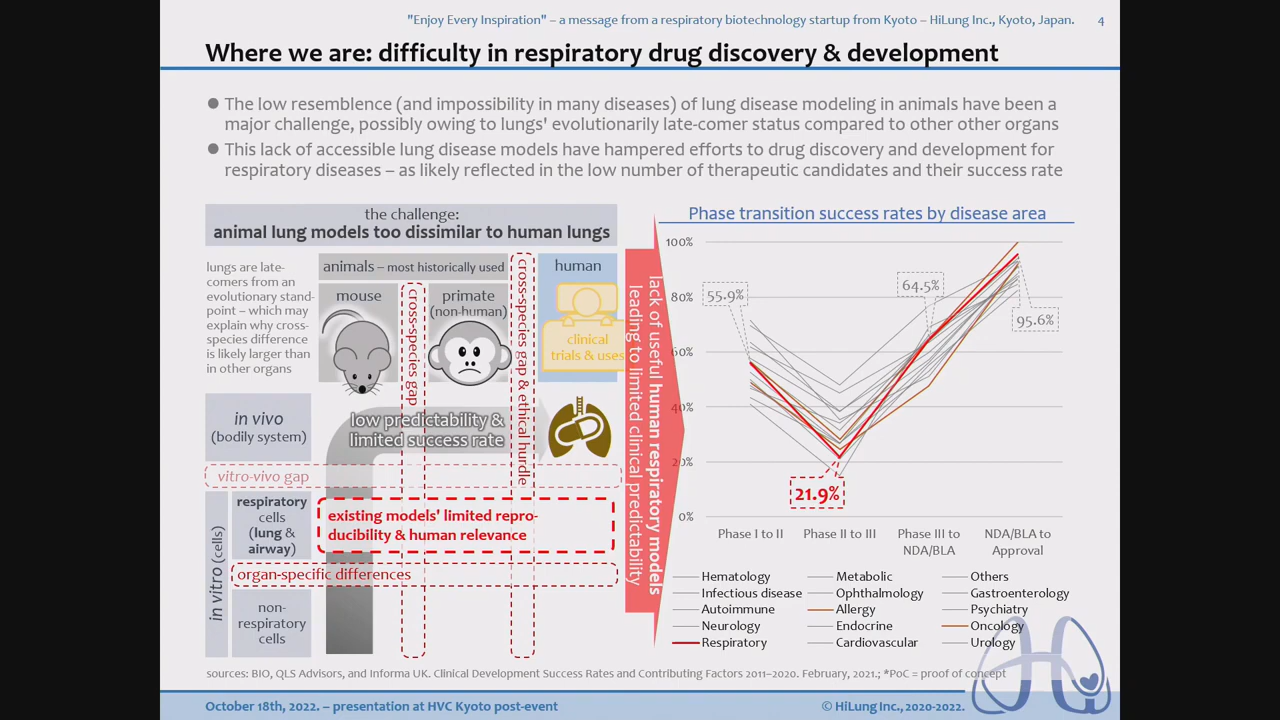 "Enjoy Every Inspiration" – a message from a respiratory biotechnology startup from Kyoto – HiLung Inc., Kyoto, Japan.
4
Where we are: difficulty in respiratory drug discovery & development
The low resemblence (and impossibility in many diseases) of lung disease modeling in animals have been a
major challenge, possibly owing to lungs' evolutionarily late-comer status compared to other other organs
This lack of accessible lung disease models have hampered efforts to drug discovery and development for
respiratory diseases – as likely reflected in the low number of therapeutic candidates and their success rate
the challenge:
animal lung models too dissimilar to human lungs
lungs are late-
comers from an
evolutionary stand-
point – which may
explain why cross-
species difference
is likely larger than
in other organs
animals – most historically used
mouse
cross-species gap
primate
(non-human)
cross-species gap & ethical hurdle
human
clinical
trials & uses
in vivo
(bodily system)
low predictability &
limited success rate
vitro-vivo gap
in vitro (cells)
respiratory
cells
(lung &
airway)
existing models' limited repro-
ducibility & human relevance
organ-specific differences
non-
respiratory
cells
lack of useful human respiratory models
leading to limited clinical predictability
Phase transition success rates by disease area
100%
80%
60%
40%
20%
0%
55.9%
21.9%
64.5%
95.6%
Phase I to II
Phase II to III
Phase III to
NDA/BLA
NDA/BLA to
Approval
Hematology
Metabolic
Others
Infectious disease
Ophthalmology
Gastroenterology
Autoimmune
Allergy
Psychiatry
Neurology
Endocrine
Oncology
Respiratory
Cardiovascular
Urology
sources: BIO, QLS Advisors, and Informa UK. Clinical Development Success Rates and Contributing Factors 2011–2020. February, 2021.; *PoC = proof of concept
October 18th, 2022. – presentation at HVC Kyoto post-event
© HiLung Inc., 2020-2022.